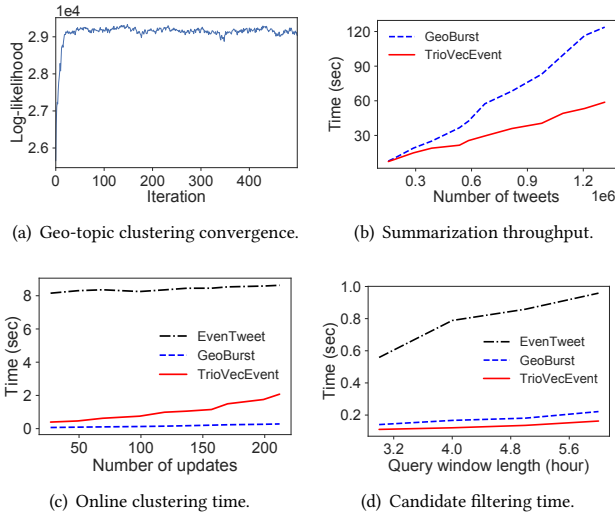 1e4
2.9
2.8
2.7
2.6
Log-likelihood
0
200
400
Iteration
(a) Geo-topic clustering convergence.
120
90
60
30
Time (sec)
GeoBurst
TrioVecEvent
0.3
0.6
0.9
1.2
1e6
Number of tweets
(b) Summarization throughput.
8
6
4
2
0
Time (sec)
EvenTweet
GeoBurst
TrioVecEvent
50
100
150
200
Number of updates
(c) Online clustering time.
1.0
0.8
0.6
0.4
0.2
Time (sec)
EvenTweet
GeoBurst
TrioVecEvent
3.2
4.0
4.8
5.6
Query window length (hour)
(d) Candidate filtering time.